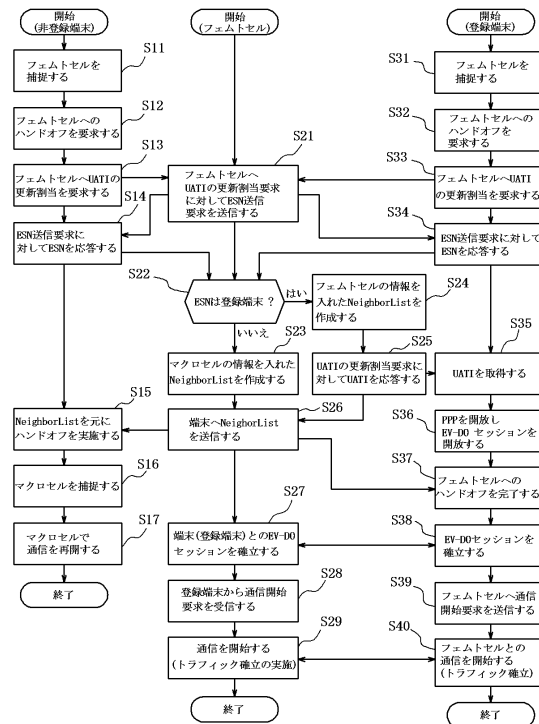 開始
(非登録端末)
S11
フェムトセルを
捕捉する
S12
フェムトセルへの
ハンドオフを要求する
S13
フェムトセルへUATIの
更新割当を要求する
S14
ESN送信要求に
対してESNを応答する
S15
NeighborListを元に
ハンドオフを実施する
S16
マクロセルを捕捉する
S17
マクロセルで
通信を再開する
終了
開始
(フェムトセル)
S21
フェムトセルへ
UATIの更新割当要求
に対してESN送信
要求を送信する
S22
ESNは登録端末?
はい
いいえ
S23
マクロセルの情報を入れた
NeighborListを作成する
S24
フェムトセルの情報を
入れたNeighborListを
作成する
S25
UATIの更新割当要求に
対してUATIを応答する
S26
端末へNeighorListを
送信する
S27
端末(登録端末)とのEV-DO
セッションを確立する
S28
登録端末から通信開始
要求を受信する
S29
通信を開始する
(トラフィック確立の実施)
終了
開始
(登録端末)
S31
フェムトセルを
捕捉する
S32
フェムトセルへの
ハンドオフを
要求する
S33
フェムトセルへUATI
の更新割当を要求する
S34
ESN送信要求に対して
ESNを応答する
S35
UATIを取得する
S36
PPPを開放し
EV-DO セッションを
開放する
S37
フェムトセルへの
ハンドオフを完了する
S38
EV-DOセッションを
確立する
S39
フェムトセルへ通信
開始要求を送信する
S40
フェムトセルとの
通信を開始する
(トラフィック確立)
終了